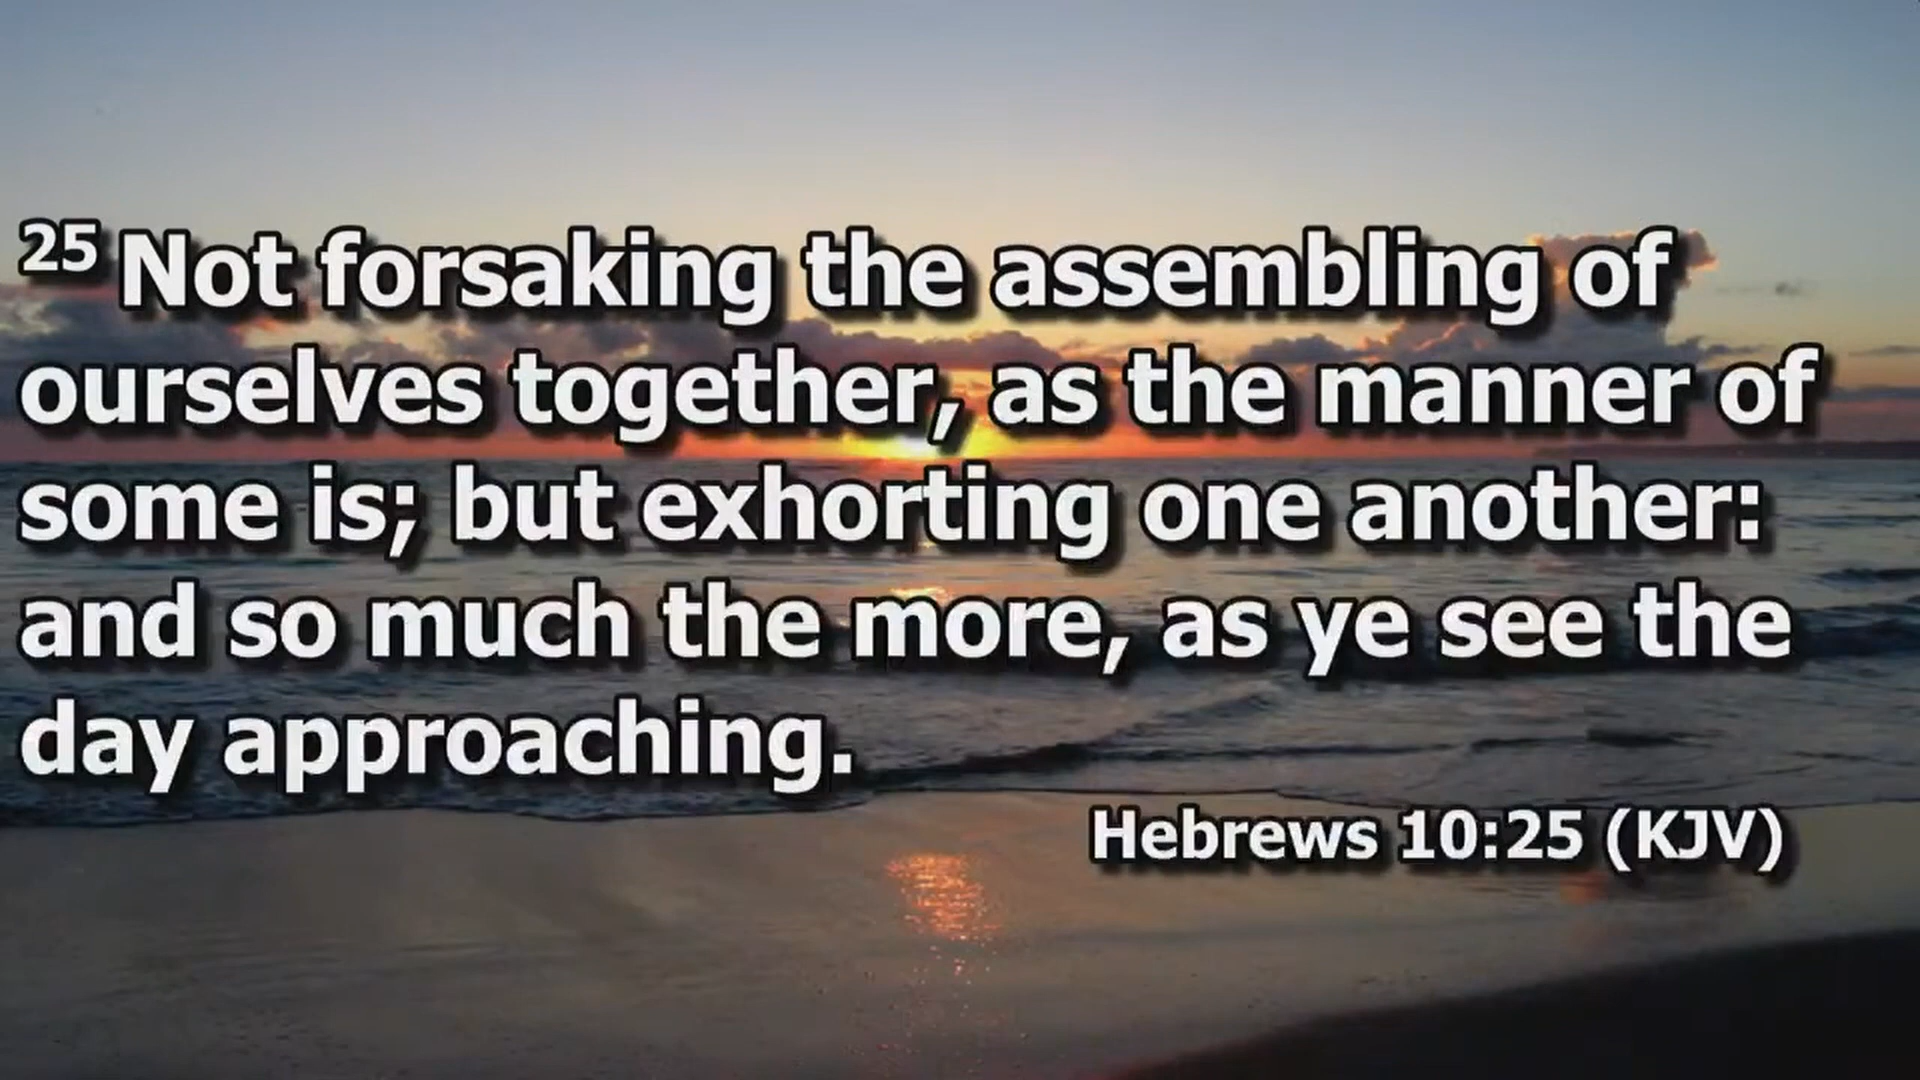 25 Not forsaking the assembling of
ourselves together, as the manner of
some is; but exhorting one another:
and so much the more, as ye see the
day approaching.
Hebrews 10:25 (KJV)